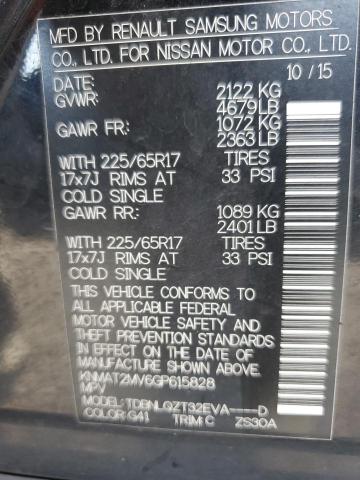 MFD BY RENAULT SAMSUNG MOTORS
CO., LTD. FOR NISSAN MOTOR CO., LTD.
DATE: 10/15
GVWR: 2122 KG
4679LB
GAWR FR: 1072 KG
2363 LB
WITH 225/65R17 TIRES
17x7J RIMS AT 33 PSI
COLD SINGLE
GAWR RR: 1089 KG
2401 LB
WITH 225/65R17 TIRES
17x7J RIMS AT 33 PSI
COLD SINGLE
THIS VEHICLE CONFORMS TO
ALL APPLICABLE FEDERAL
MOTOR VEHICLE SAFETY AND
THEFT PREVENTION STANDARDS
IN EFFECT ON THE DATE OF
MANUFACTURE SHOWN ABOVE.
KNMAT2MV6GP615828
MPV
MODEL: TDBNLQZT32EVA----D
COLOR: G41 TRIM: C ZS30A